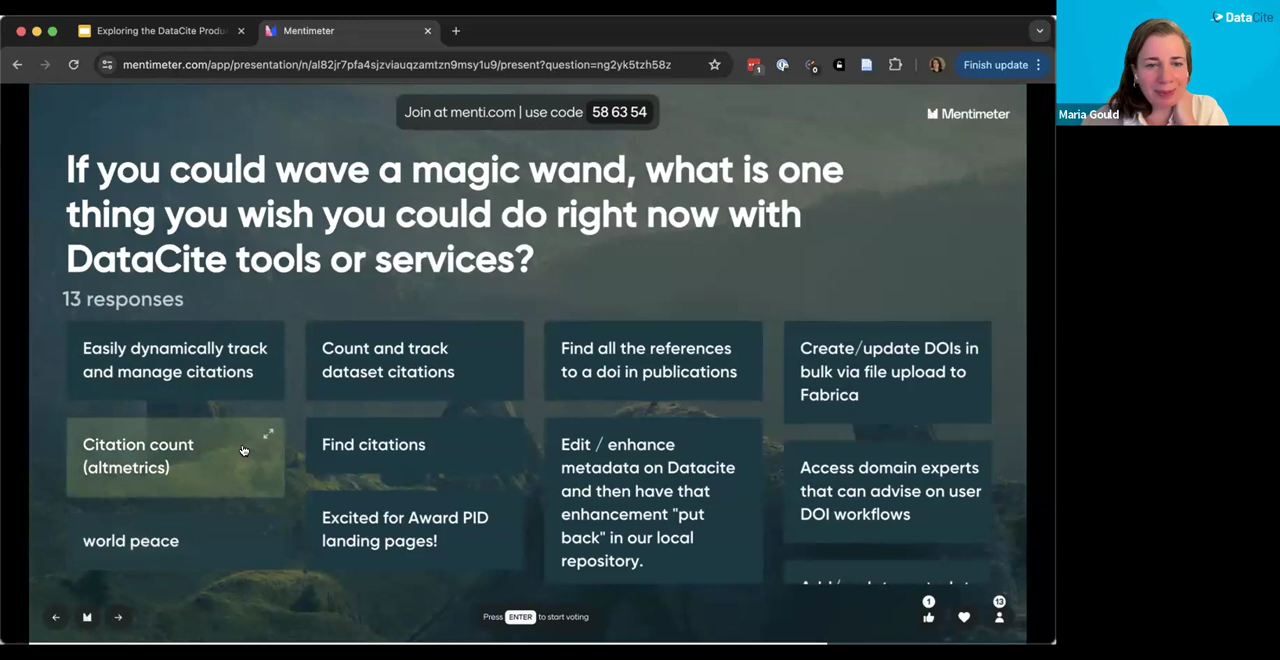 Exploring the DataCite Produ
Mentimeter
mentimeter.com/app/presentation/n/al82jr7pfa4sjzviauqzamtzn9msy1u9/present?question=ng2yk5tzh58z
1
0
Finish update
DataCite
Maria Gould
Join at menti.com | use code 58 63 54
Mentimeter
If you could wave a magic wand, what is one
thing you wish you could do right now with
DataCite tools or services?
13 responses
Easily dynamically track
and manage citations
Citation count
(altmetrics)
world peace
Count and track
dataset citations
Find citations
Excited for Award PID
landing pages!
Find all the references
to a doi in publications
Edit / enhance
metadata on Datacite
and then have that
enhancement "put
back" in our local
repository.
Create/update DOIs in
bulk via file upload to
Fabrica
Access domain experts
that can advise on user
DOI workflows
Press ENTER to start voting
1
13